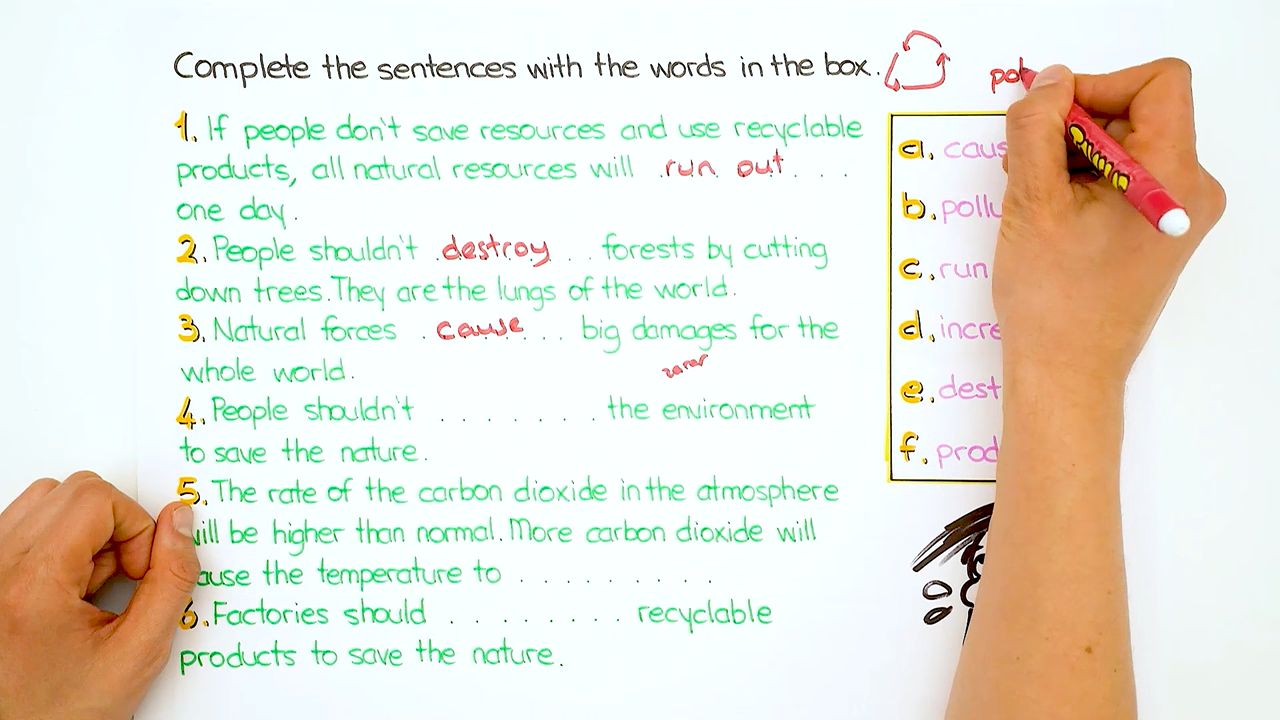 Complete the sentences with the words in the box.
1. If people don't save resources and use recyclable
products, all natural resources will .run out . . .
one day.
2. People shouldn't .destroy . . forests by cutting
down trees. They are the lungs of the world.
3. Natural forces . cause . . . big damages for the
whole world.
zarar
4. People shouldn't . . . . . . . the environment
to save the nature.
5. The rate of the carbon dioxide in the atmosphere
will be higher than normal. More carbon dioxide will
ause the temperature to . . . . . . . . .
6. Factories should . . . . . . . . recyclable
products to save the nature.
a. caus
b. pollu
c. run
d. incre
e. dest
f. prod